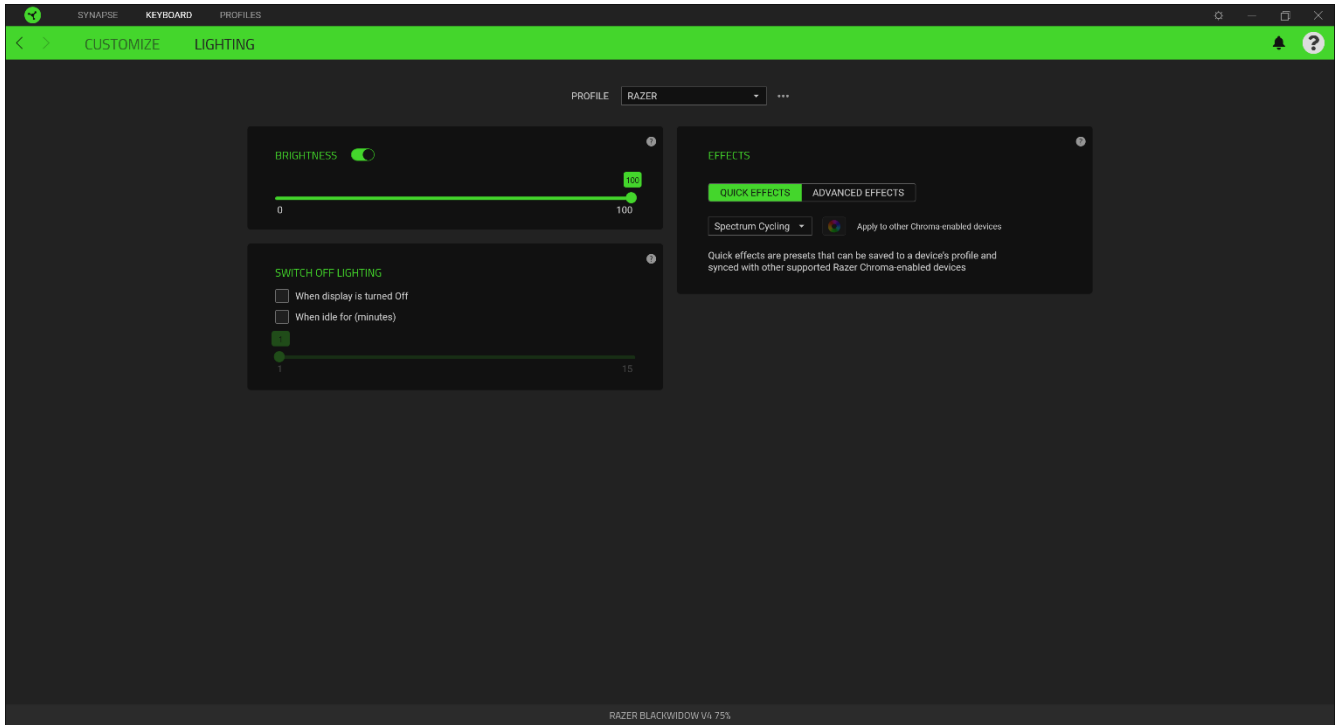 SYNAPSE KEYBOARD PROFILES
CUSTOMIZE LIGHTING
PROFILE RAZER
BRIGHTNESS
100
0 100
SWITCH OFF LIGHTING
When display is turned Off
When idle for (minutes)
1
1 15
EFFECTS
QUICK EFFECTS ADVANCED EFFECTS
Spectrum Cycling Apply to other Chroma-enabled devices
Quick effects are presets that can be saved to a device's profile and
synced with other supported Razer Chroma-enabled devices
RAZER BLACKWIDOW V4 75%